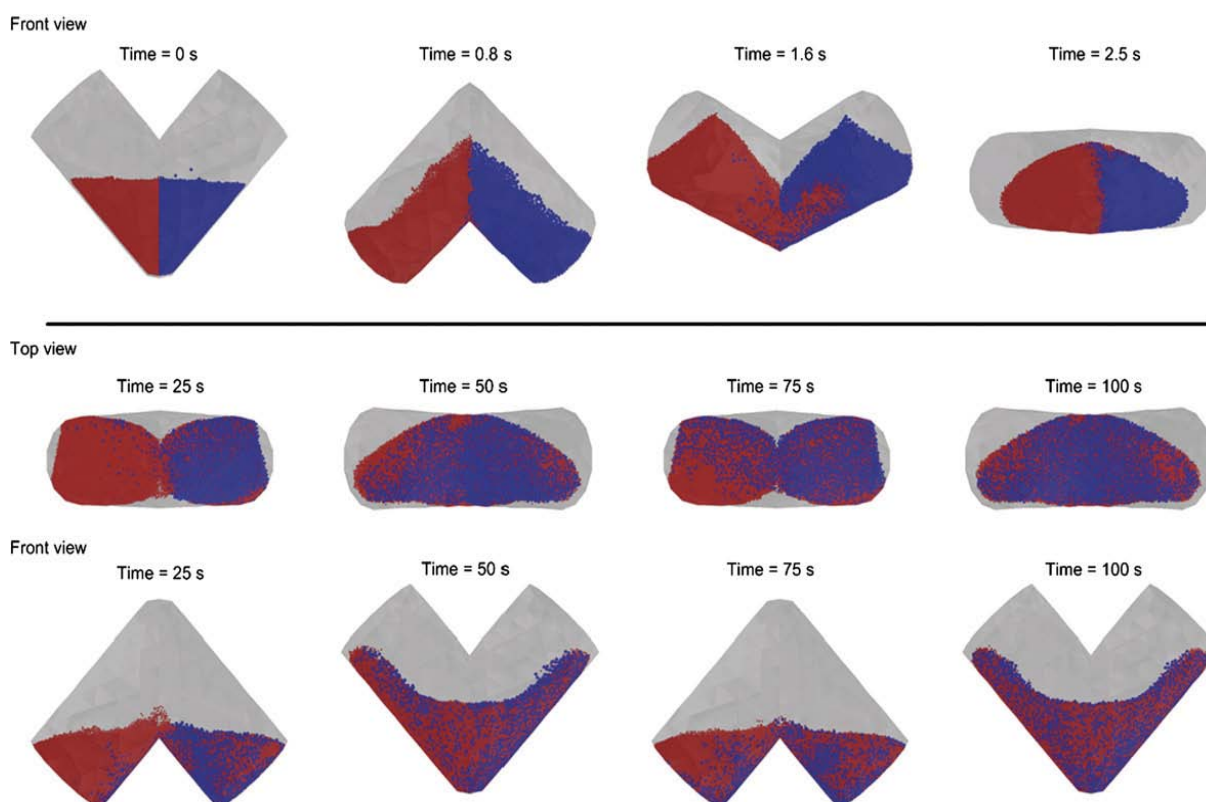 Front view
Time = 0 s
Time = 0.8 s
Time = 1.6 s
Time = 2.5 s
Top view
Time = 25 s
Time = 50 s
Time = 75 s
Time = 100 s
Front view
Time = 25 s
Time = 50 s
Time = 75 s
Time = 100 s